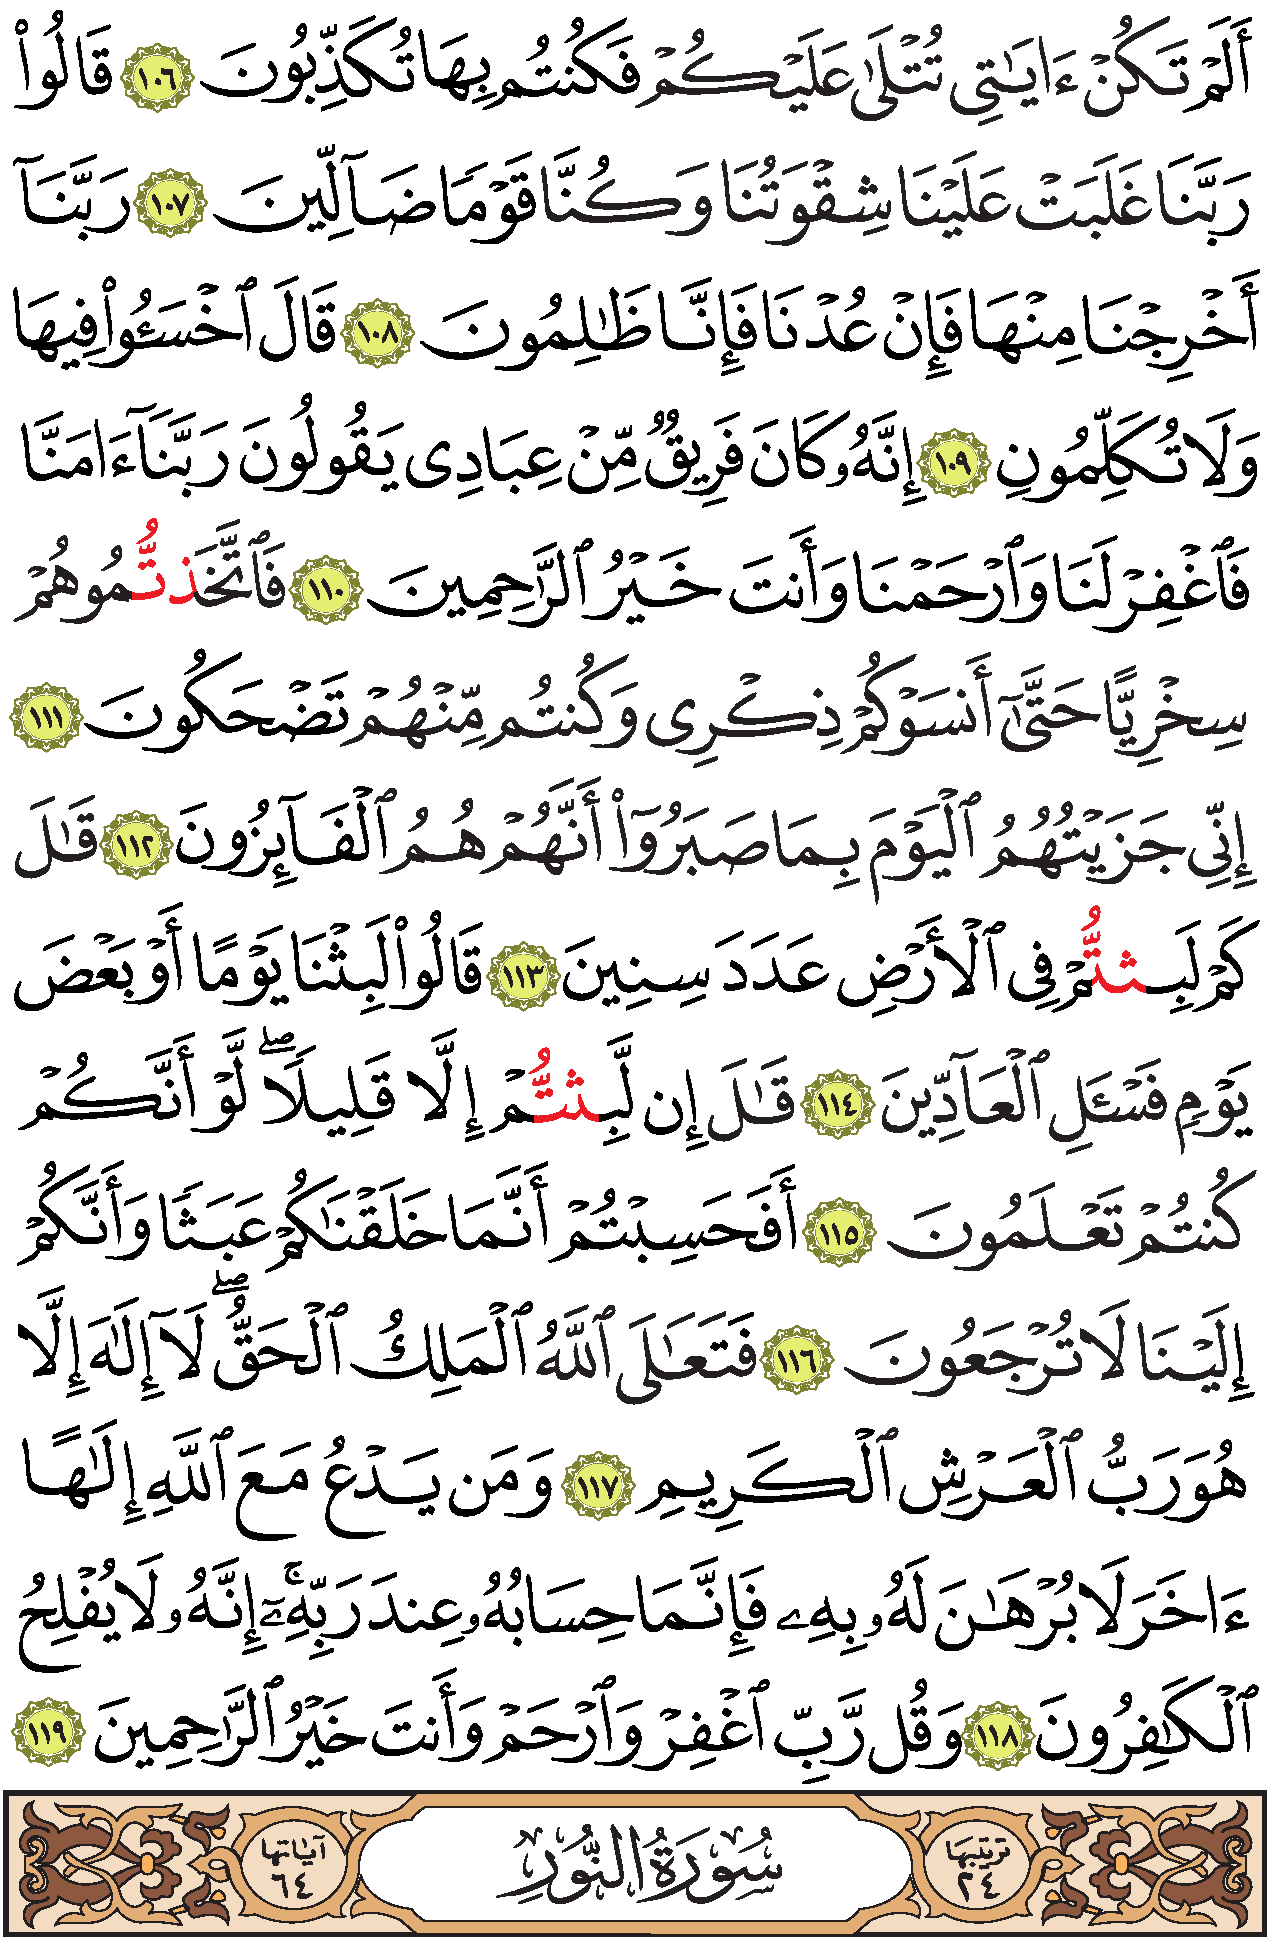 أَلَمۡ تَكُنۡ ءَايَٰتِي تُتۡلَىٰ عَلَيۡكُمۡ فَكُنتُم بِهَا تُكَذِّبُونَ ١٠٦ قَالُواْ
رَبَّنَا غَلَبَتۡ عَلَيۡنَا شِقۡوَتُنَا وَكُنَّا قَوۡمٗا ضَآلِّينَ ١٠٧ رَبَّنَآ
أَخۡرِجۡنَا مِنۡهَا فَإِنۡ عُدۡنَا فَإِنَّا ظَٰلِمُونَ ١٠٨ قَالَ ٱخۡسَـُٔواْ فِيهَا
وَلَا تُكَلِّمُونِ ١٠٩ إِنَّهُۥ كَانَ فَرِيقٞ مِّنۡ عِبَادِي يَقُولُونَ رَبَّنَآ ءَامَنَّا
فَٱغۡفِرۡ لَنَا وَٱرۡحَمۡنَا وَأَنتَ خَيۡرُ ٱلرَّٰحِمِينَ ١١٠ فَٱتَّخَذتُّمُوهُمۡ
سِخۡرِيًّا حَتَّىٰٓ أَنسَوۡكُمۡ ذِكۡرِي وَكُنتُم مِّنۡهُمۡ تَضۡحَكُونَ ١١١
إِنِّي جَزَيۡتُهُمُ ٱلۡيَوۡمَ بِمَا صَبَرُوٓاْ أَنَّهُمۡ هُمُ ٱلۡفَآئِزُونَ ١١٢ قَٰلَ
كَمۡ لَبِثتُّمۡ فِي ٱلۡأَرۡضِ عَدَدَ سِنِينَ ١١٣ قَالُواْ لَبِثۡنَا يَوۡمًا أَوۡ بَعۡضَ
يَوۡمٖ فَسۡـَٔلِ ٱلۡعَآدِّينَ ١١٤ قَٰلَ إِن لَّبِثتُّمۡ إِلَّا قَلِيلٗاۖ لَّوۡ أَنَّكُمۡ
كُنتُمۡ تَعۡلَمُونَ ١١٥ أَفَحَسِبۡتُمۡ أَنَّمَا خَلَقۡنَٰكُمۡ عَبَثٗا وَأَنَّكُمۡ
إِلَيۡنَا لَا تُرۡجَعُونَ ١١٦ فَتَعَٰلَى ٱللَّهُ ٱلۡمَلِكُ ٱلۡحَقُّۖ لَآ إِلَٰهَ إِلَّا
هُوَ رَبُّ ٱلۡعَرۡشِ ٱلۡكَرِيمِ ١١٧ وَمَن يَدۡعُ مَعَ ٱللَّهِ إِلَٰهًا
ءَاخَرَ لَا بُرۡهَٰنَ لَهُۥ بِهِۦ فَإِنَّمَا حِسَابُهُۥ عِندَ رَبِّهِۦٓۚ إِنَّهُۥ لَا يُفۡلِحُ
ٱلۡكَٰفِرُونَ ١١٨ وَقُل رَّبِّ ٱغۡفِرۡ وَٱرۡحَمۡ وَأَنتَ خَيۡرُ ٱلرَّٰحِمِينَ ١١٩
ترتيبها ٢٤ سُورَةُ النُّورِ آياتها ٦٤